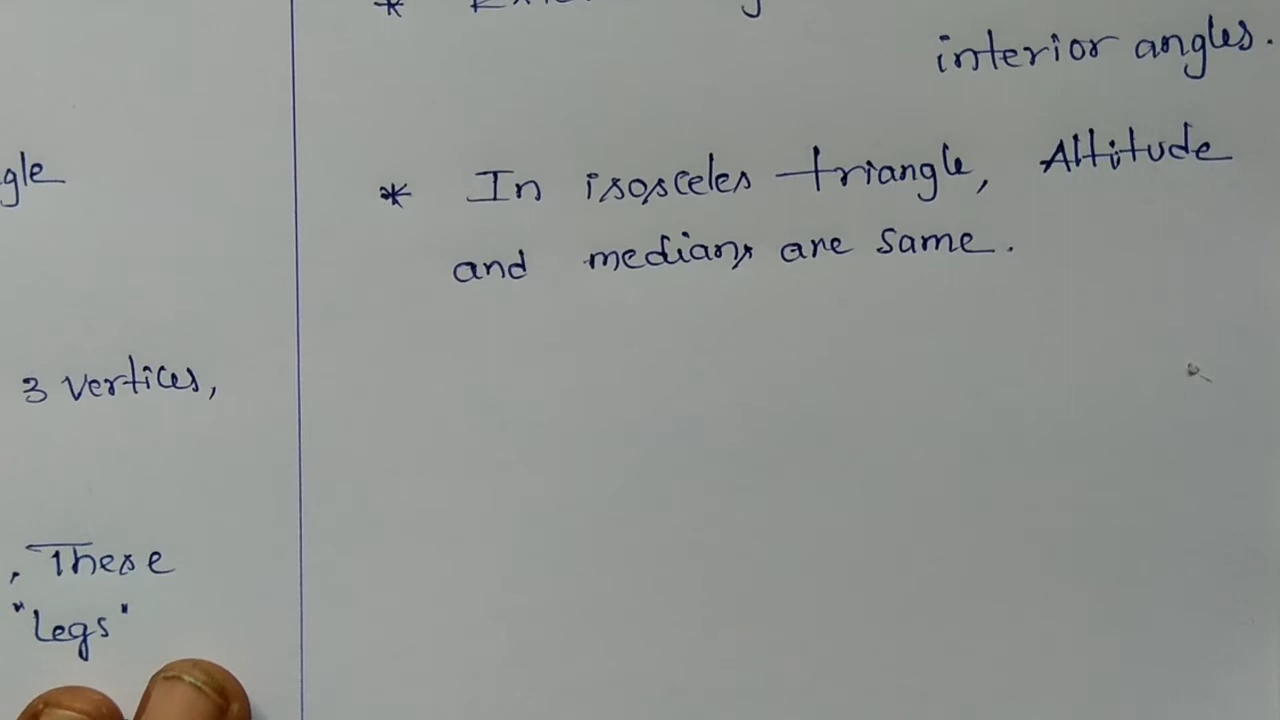 gle
3 vertices,
, These
"Legs"
*
interior angles.
* In isosceles triangle, Altitude
and medians are same.